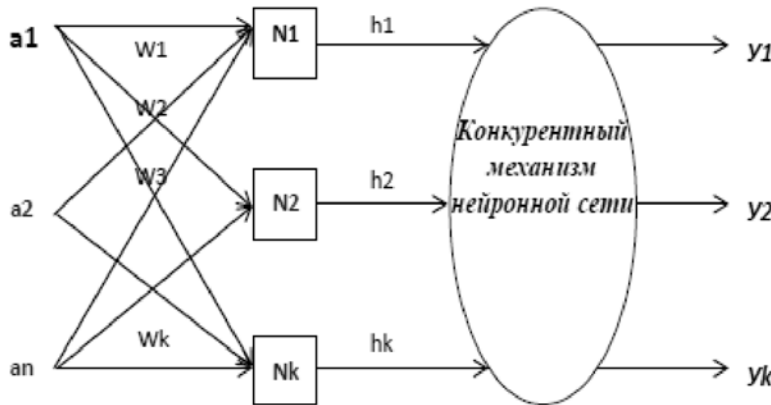 a1
W1
N1
h1
y1
W2
Конкурентный
механизм
нейронной сети
W3
a2
N2
h2
y2
Wk
an
Nk
hk
yk